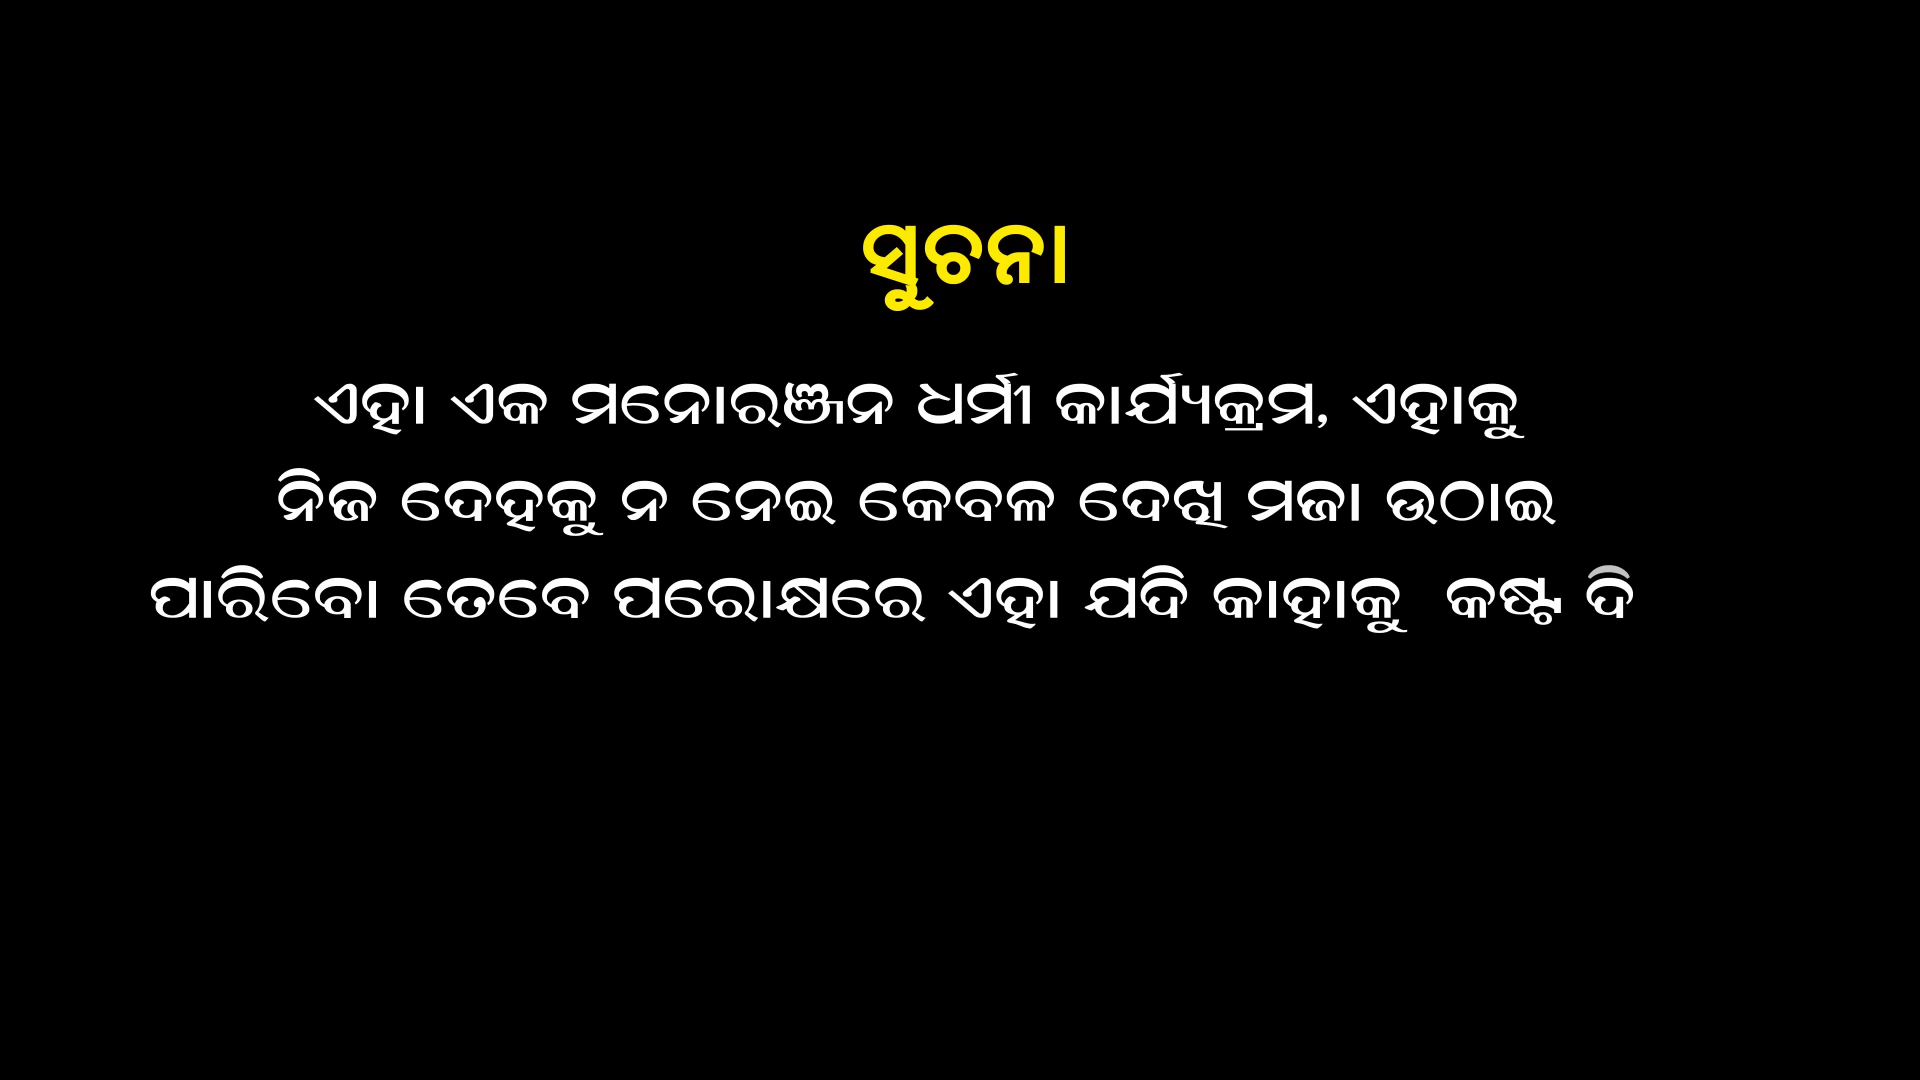 ସୁଚନା
ଏହା ଏକ ମନୋରଞ୍ଜନ ଧର୍ମୀ କାର୍ଯ୍ୟକ୍ରମ, ଏହାକୁ
ନିଜ ଦେହକୁ ନ ନେଇ କେବଳ ଦେଖି ମଜା ଉଠାଇ
ପାରିବେ। ତେବେ ପରୋକ୍ଷରେ ଏହା ଯଦି କାହାକୁ  କଷ୍ଟ ଦି